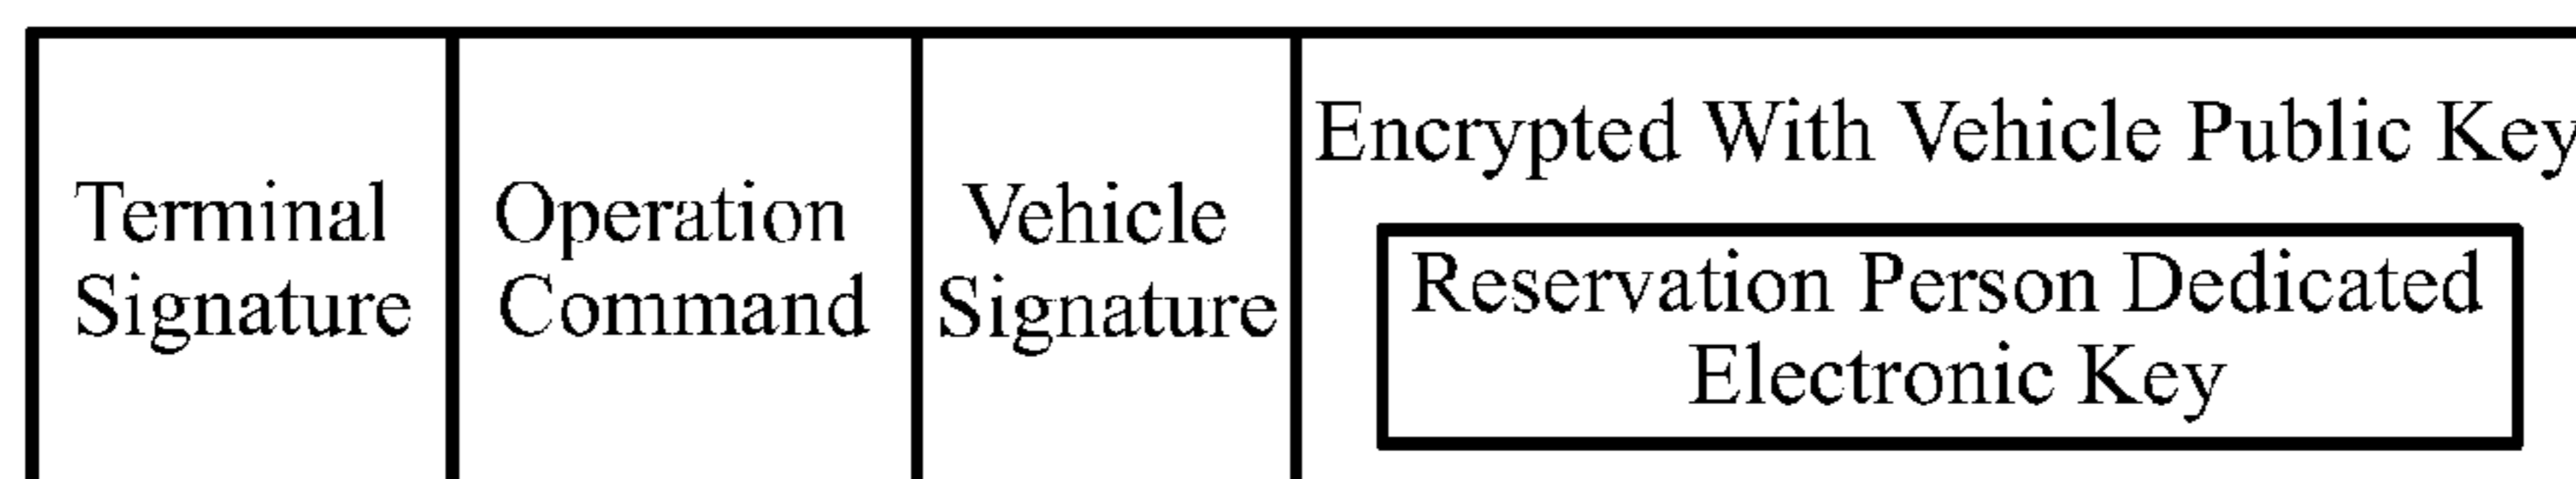 Terminal
Signature
Operation
Command
Vehicle
Signature
Encrypted With Vehicle Public Key
Reservation Person Dedicated
Electronic Key